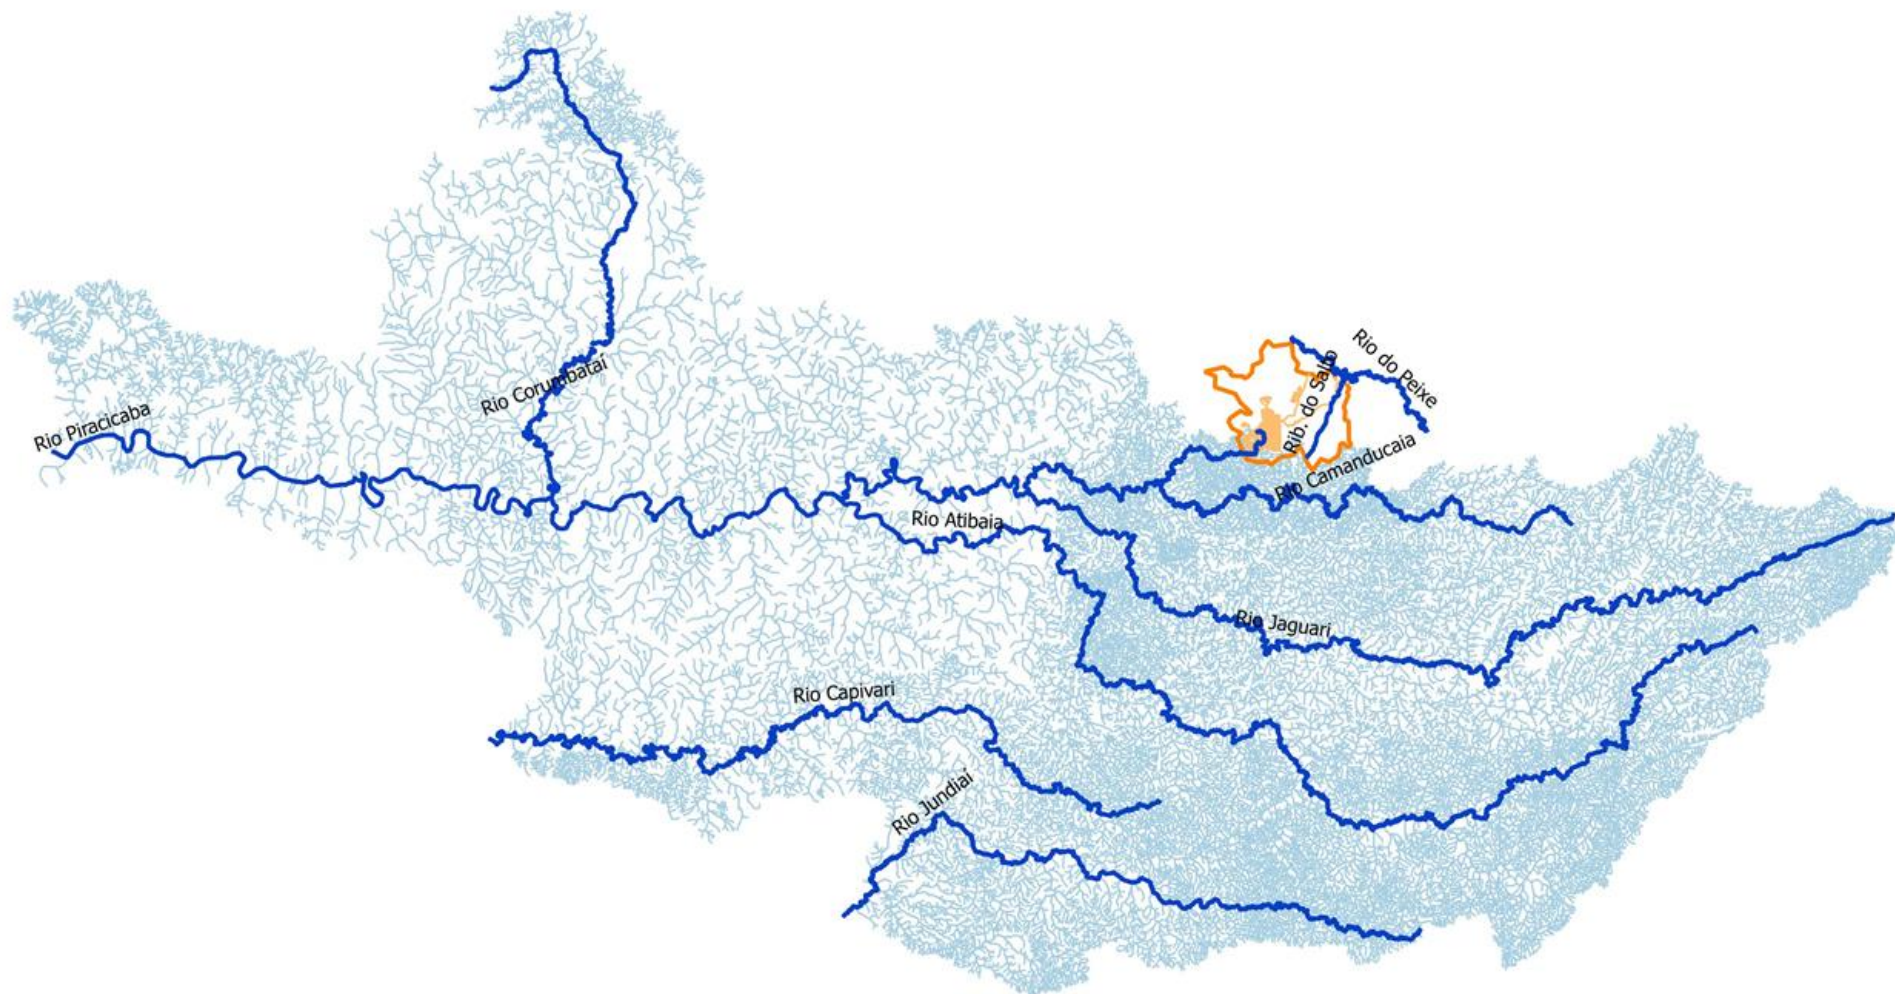 Rio do Peixe
Rib. do Salto
Rio Corumbataí
Rio Piracicaba
Rio Camanducaia
Rio Atibaia
Rio Jaguari
Rio Capivari
Rio Jundiaí